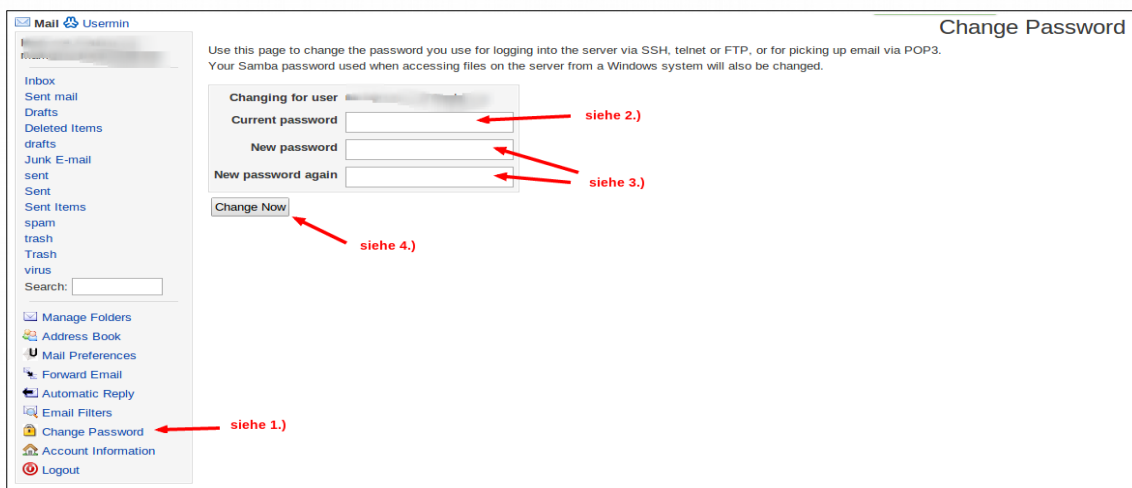 Mail Usermin
Change Password
Use this page to change the password you use for logging into the server via SSH, telnet or FTP, or for picking up email via POP3.
Your Samba password used when accessing files on the server from a Windows system will also be changed.
Inbox
Sent mail
Drafts
Deleted Items
drafts
Junk E-mail
sent
Sent
Sent Items
spam
trash
Trash
virus
Search:
Manage Folders
Address Book
Mail Preferences
Forward Email
Automatic Reply
Email Filters
Change Password
siehe 1.)
Account Information
Logout
Changing for user
Current password
siehe 2.)
New password
New password again
siehe 3.)
Change Now
siehe 4.)